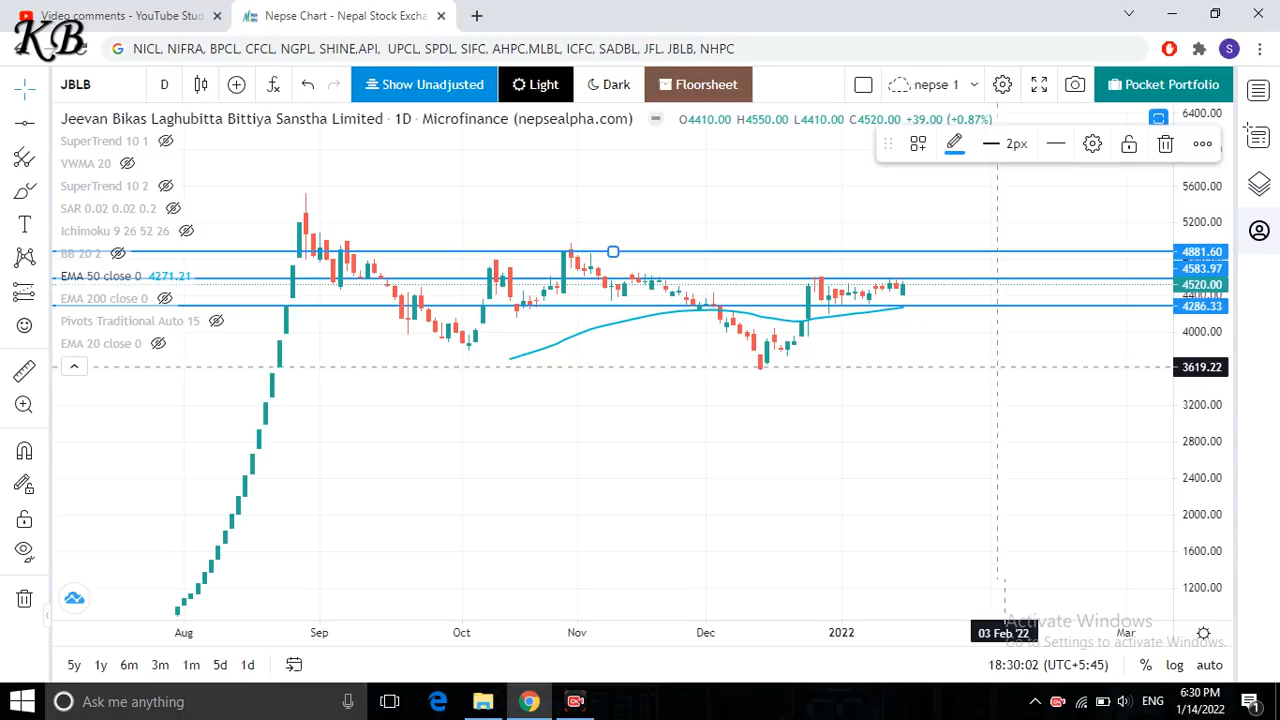 Video comments - YouTube Stud
Nepse Chart - Nepal Stock Excha
KB
NICL, NIFRA, BPCL, CFCL, NGPL, SHINE,API, UPCL, SPDL, SIFC, AHPC,MLBL, ICFC, SADBL, JFL. JBLB, NHPC
S
JBLB
D
Show Unadjusted
Light
Dark
Floorsheet
nepse 1
Pocket Portfolio
Jeevan Bikas Laghubitta Bittiya Sanstha Limited · 1D · Microfinance (nepsealpha.com)
O4410.00 H4550.00 L4410.00 C4520.00 +39.00 (+0.87%)
SuperTrend 10 1
VWMA 20
SuperTrend 10 2
SAR 0.02 0.02 0.2
Ichimoku 9 26 52 26
BB 20 2
EMA 50 close 0 4271.21
EMA 200 close 0
Pivots Traditional Auto 15
EMA 20 close 0
2px
6400.00
5600.00
5200.00
4881.60
4583.97
4520.00
4400.00
4286.33
4000.00
3619.22
3200.00
2800.00
2400.00
2000.00
1600.00
1200.00
Aug
Sep
Oct
Nov
Dec
2022
03 Feb '22
Mar
Activate Windows
Go to Settings to activate Windows.
5y
1y
6m
3m
1m
5d
1d
18:30:02 (UTC+5:45)
%
log
auto
Ask me anything
ENG
6:30 PM
1/14/2022
1